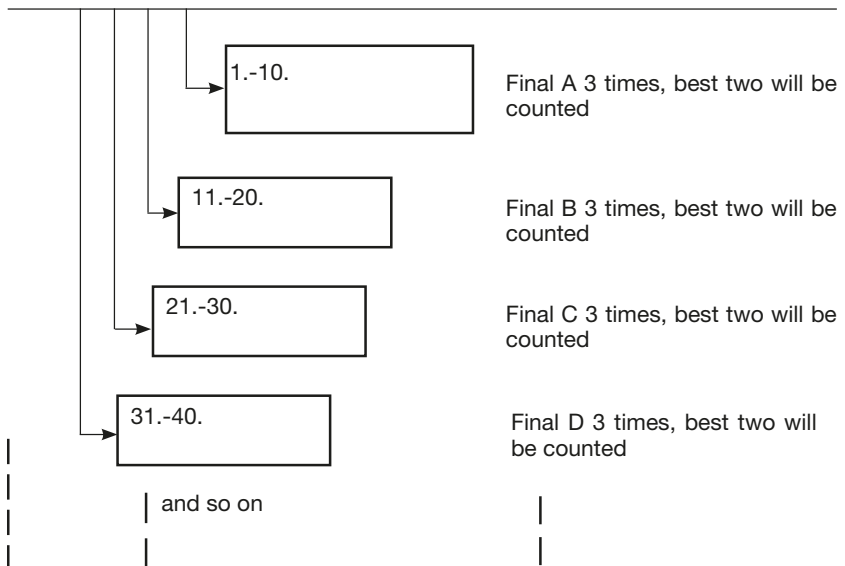 1.-10.
Final A 3 times, best two will be
counted
11.-20.
Final B 3 times, best two will be
counted
21.-30.
Final C 3 times, best two will be
counted
31.-40.
Final D 3 times, best two will
be counted
and so on